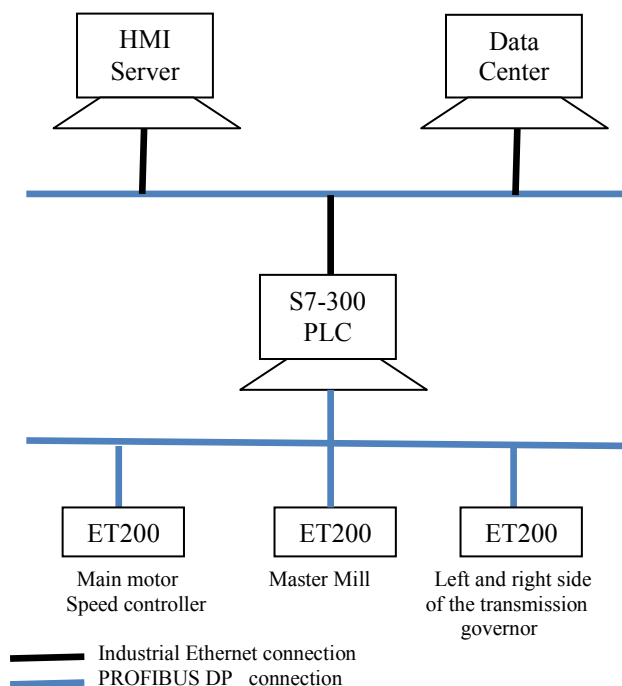 HMI
Server
Data
Center
S7-300
PLC
ET200
ET200
ET200
Main motor
Speed controller
Master Mill
Left and right side
of the transmission
governor
Industrial Ethernet connection
PROFIBUS DP connection